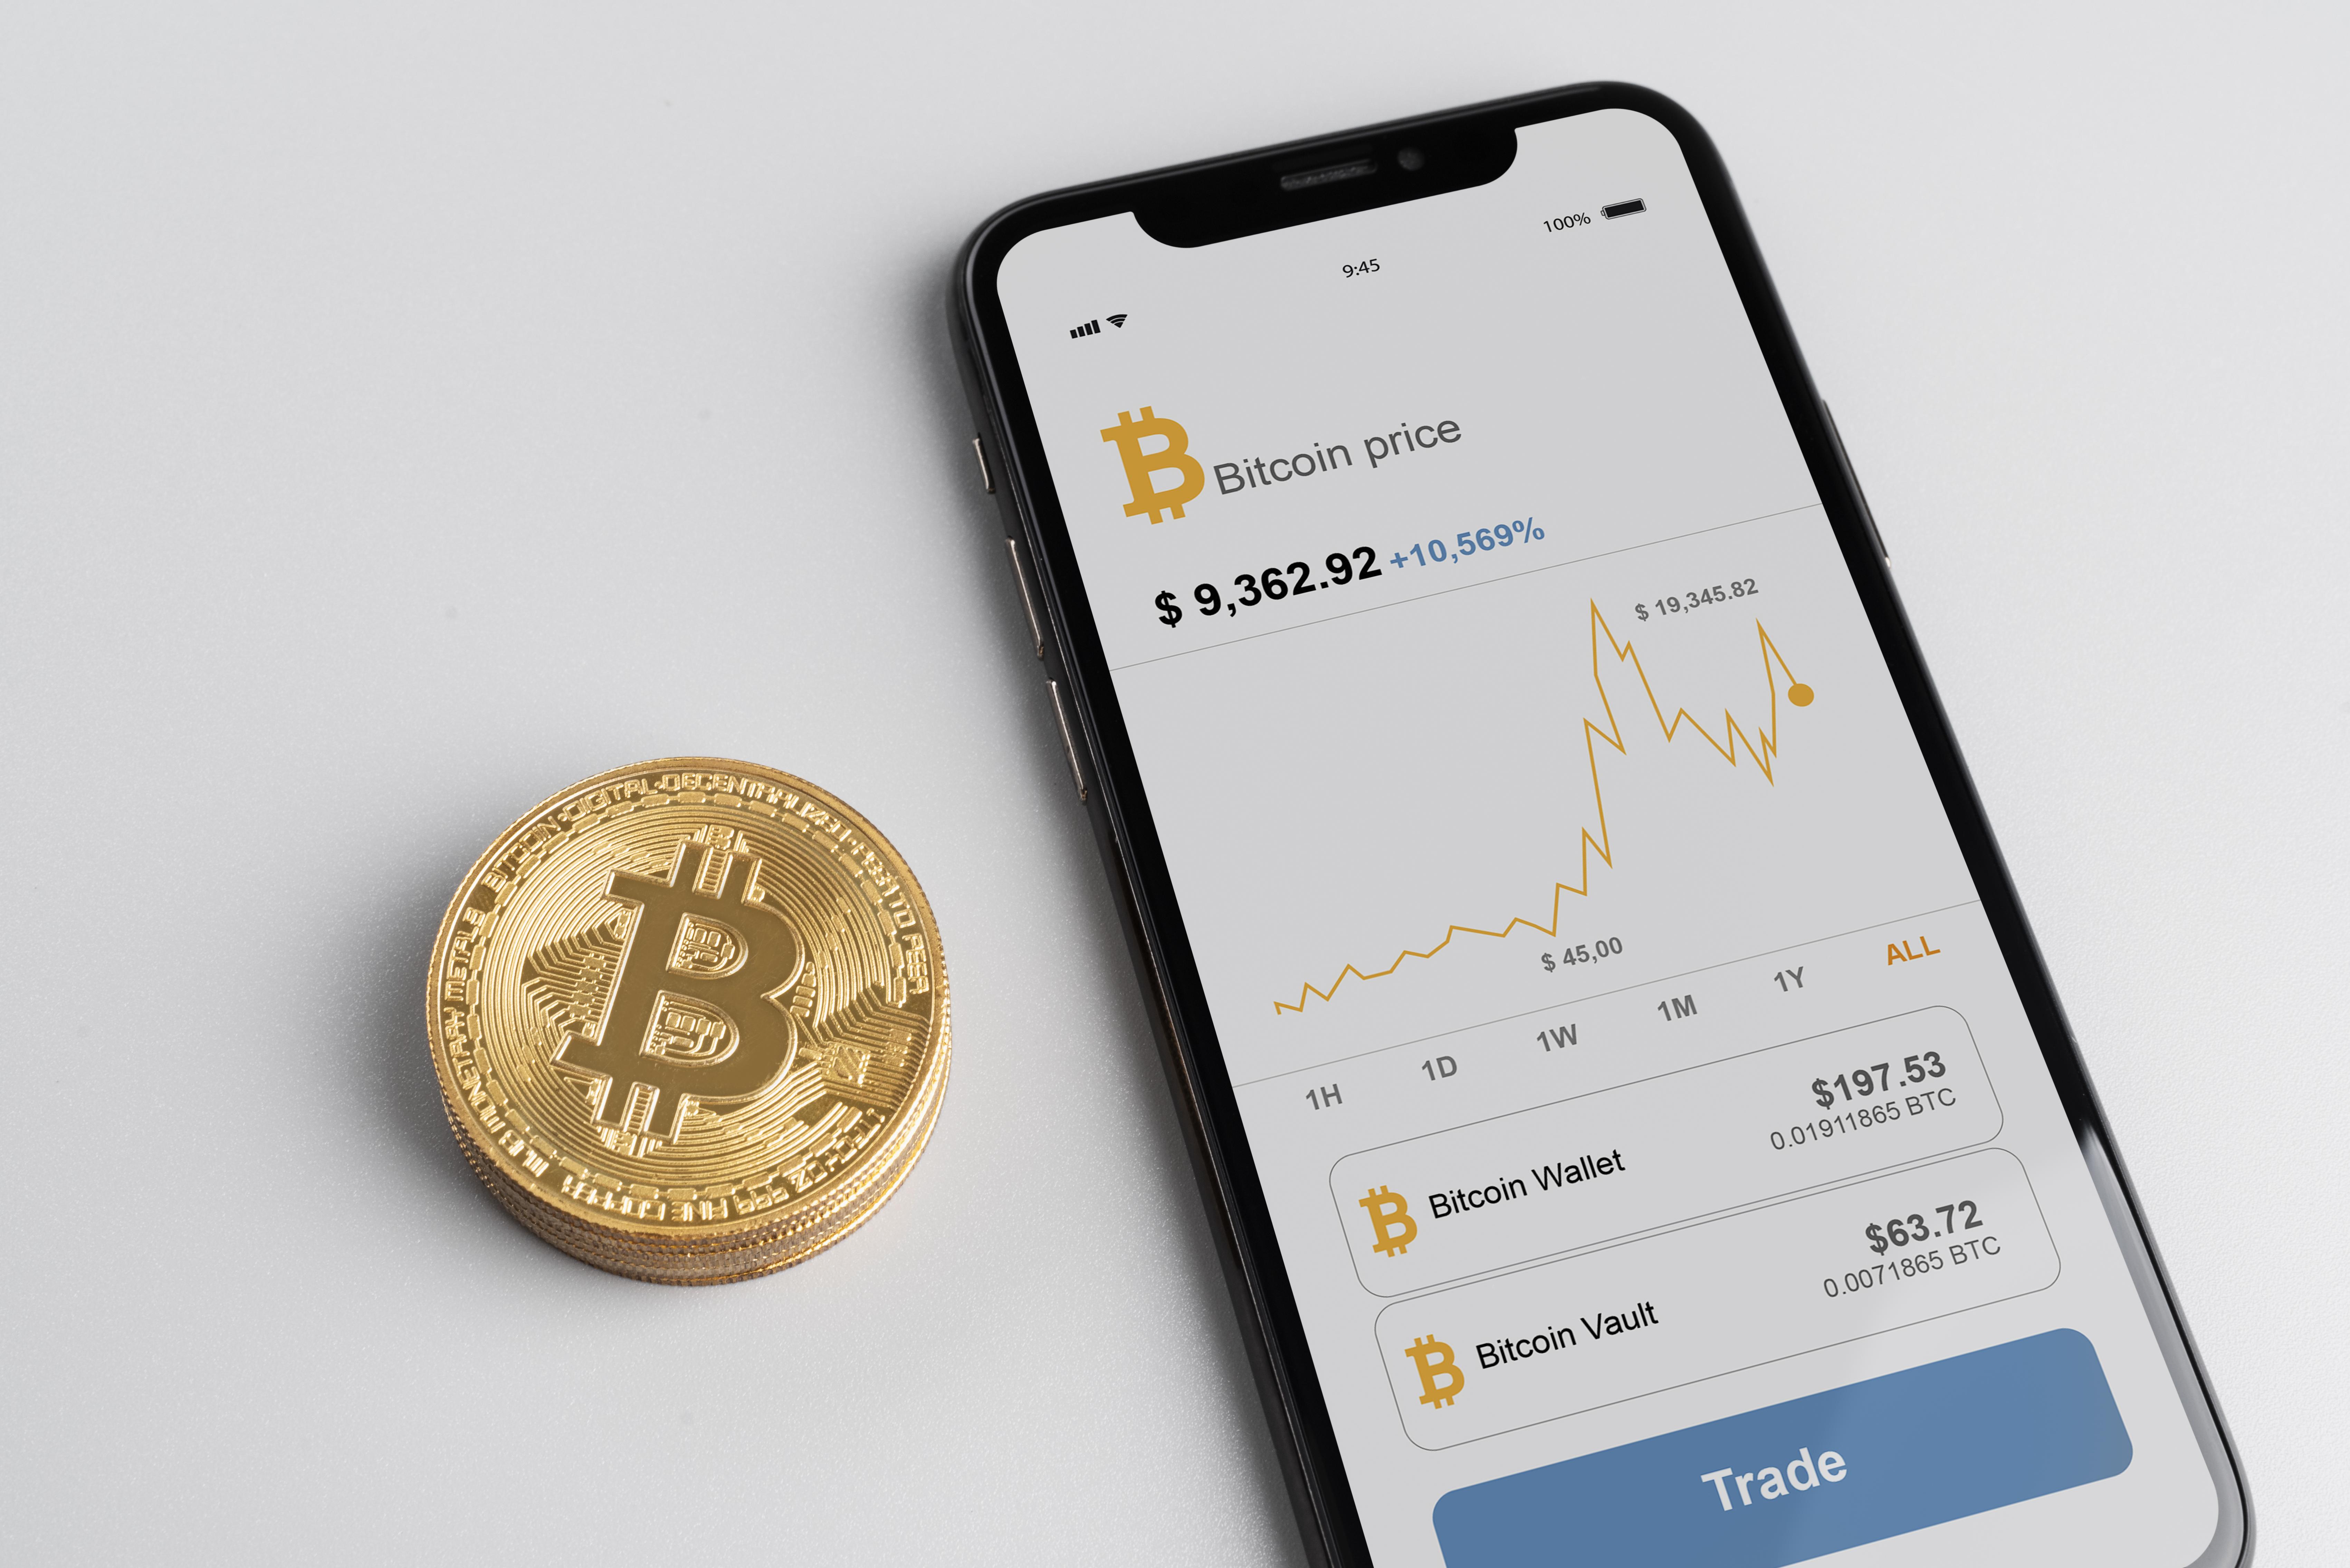 100%
9:45
Bitcoin price
$ 9,362.92 +10,569%
$ 19,345.82
$ 45,00
1H 1D 1W 1M 1Y ALL
Bitcoin Wallet
$197.53
0.01911865 BTC
Bitcoin Vault
$63.72
0.0071865 BTC
Trade
BITCOIN·DIGITAL·DECENTRALIZED·PEER TO PEER